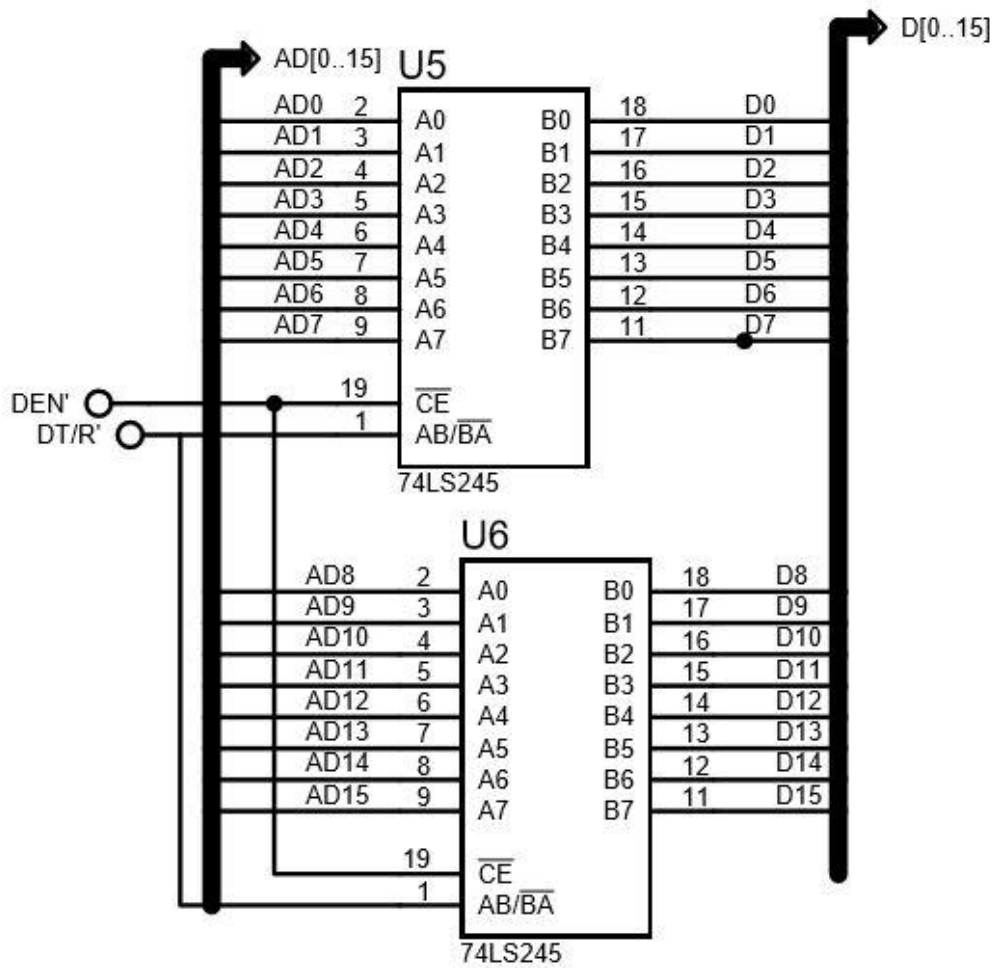 AD[0..15] D[0..15]
U5
AD0 2 A0 B0 18 D0
AD1 3 A1 B1 17 D1
AD2 4 A2 B2 16 D2
AD3 5 A3 B3 15 D3
AD4 6 A4 B4 14 D4
AD5 7 A5 B5 13 D5
AD6 8 A6 B6 12 D6
AD7 9 A7 B7 11 D7
DEN' 19 CE
DT/R' 1 AB/BA
74LS245
U6
AD8 2 A0 B0 18 D8
AD9 3 A1 B1 17 D9
AD10 4 A2 B2 16 D10
AD11 5 A3 B3 15 D11
AD12 6 A4 B4 14 D12
AD13 7 A5 B5 13 D13
AD14 8 A6 B6 12 D14
AD15 9 A7 B7 11 D15
19 CE
1 AB/BA
74LS245